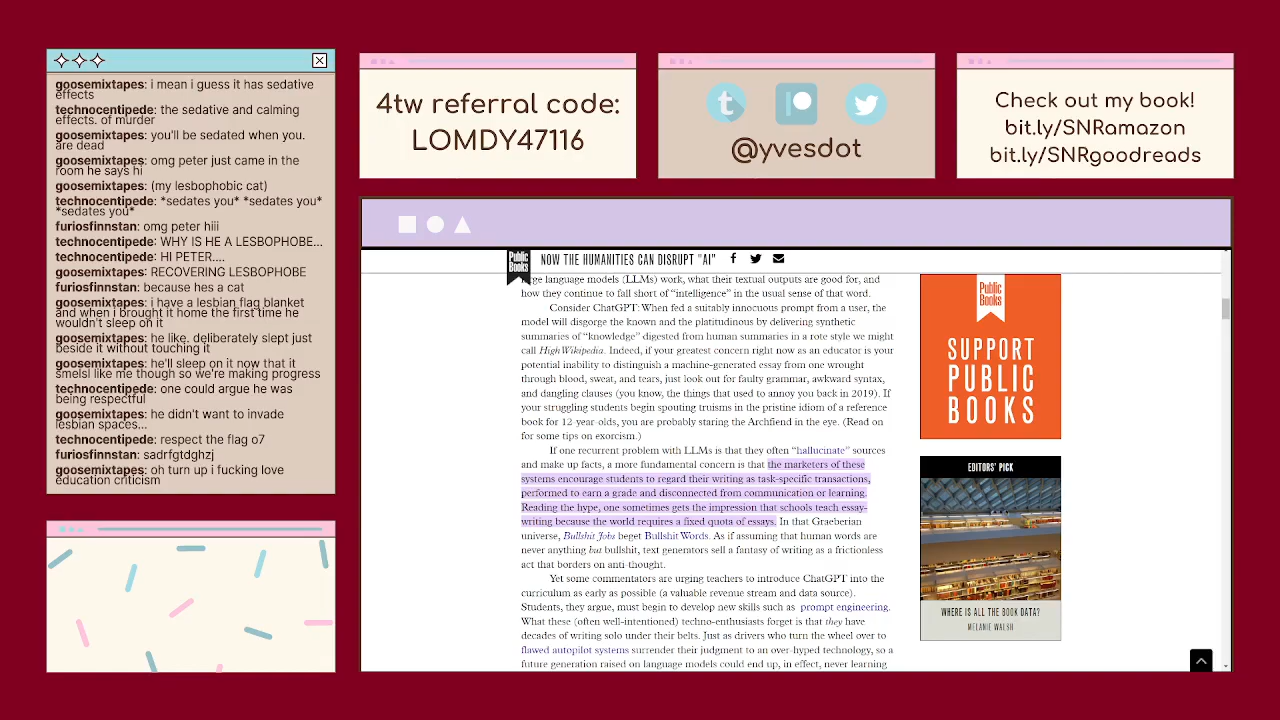 goosemixtapes: i mean i guess it has sedative
effects
technocentipede: the sedative and calming
effects. of murder
goosemixtapes: you'll be sedated when you.
are dead
goosemixtapes: omg peter just came in the
room he says hi
goosemixtapes: (my lesbophobic cat)
technocentipede: *sedates you* *sedates you*
*sedates you*
furiosfinnstan: omg peter hiii
technocentipede: WHY IS HE A LESBOPHOBE...
technocentipede: HI PETER....
goosemixtapes: RECOVERING LESBOPHOBE
furiosfinnstan: because hes a cat
goosemixtapes: i have a lesbian flag blanket
and when i brought it home the first time he
wouldn't sleep on it
goosemixtapes: he like. deliberately slept just
beside it without touching it
goosemixtapes: he'll sleep on it now that it
smelsl like me though so we're making progress
technocentipede: one could argue he was
being respectful
goosemixtapes: he didn't want to invade
lesbian spaces...
technocentipede: respect the flag o7
furiosfinnstan: sadrfgtdghzj
goosemixtapes: oh turn up i fucking love
education criticism
4tw referral code:
LOMDY47116
@yvesdot
Check out my book!
bit.ly/SNRamazon
bit.ly/SNRgoodreads
Public
Books
NOW THE HUMANITIES CAN DISRUPT "AI"
large language models (LLMs) work, what their textual outputs are good for, and
how they continue to fall short of “intelligence” in the usual sense of that word.
Consider ChatGPT: When fed a suitably innocuous prompt from a user, the
model will disgorge the known and the platitudinous by delivering synthetic
summaries of “knowledge” digested from human summaries in a rote style we might
call High Wikipedia. Indeed, if your greatest concern right now as an educator is your
potential inability to distinguish a machine-generated essay from one wrought
through blood, sweat, and tears, just look out for faulty grammar, awkward syntax,
and dangling clauses (you know, the things that used to annoy you back in 2019). If
your struggling students begin spouting truisms in the pristine idiom of a reference
book for 12-year-olds, you are probably staring the Archfiend in the eye. (Read on
for some tips on exorcism.)
If one recurrent problem with LLMs is that they often “hallucinate” sources
and make up facts, a more fundamental concern is that the marketers of these
systems encourage students to regard their writing as task-specific transactions,
performed to earn a grade and disconnected from communication or learning.
Reading the hype, one sometimes gets the impression that schools teach essay-
writing because the world requires a fixed quota of essays. In that Graeberian
universe, Bullshit Jobs beget Bullshit Words. As if assuming that human words are
never anything but bullshit, text generators sell a fantasy of writing as a frictionless
act that borders on anti-thought.
Yet some commentators are urging teachers to introduce ChatGPT into the
curriculum as early as possible (a valuable revenue stream and data source).
Students, they argue, must begin to develop new skills such as prompt engineering.
What these (often well-intentioned) techno-enthusiasts forget is that they have
decades of writing solo under their belts. Just as drivers who turn the wheel over to
flawed autopilot systems surrender their judgment to an over-hyped technology, so a
future generation raised on language models could end up, in effect, never learning
Public
Books
SUPPORT
PUBLIC
BOOKS
EDITORS' PICK
WHERE IS ALL THE BOOK DATA?
MELANIE WALSH